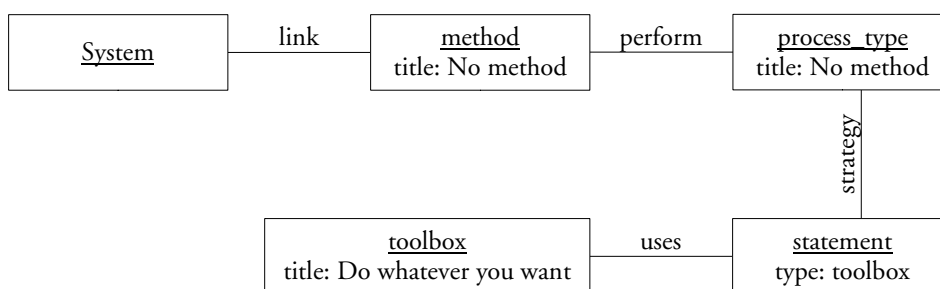 System
link
method
title: No method
perform
process_type
title: No method
strategy
toolbox
title: Do whatever you want
uses
statement
type: toolbox